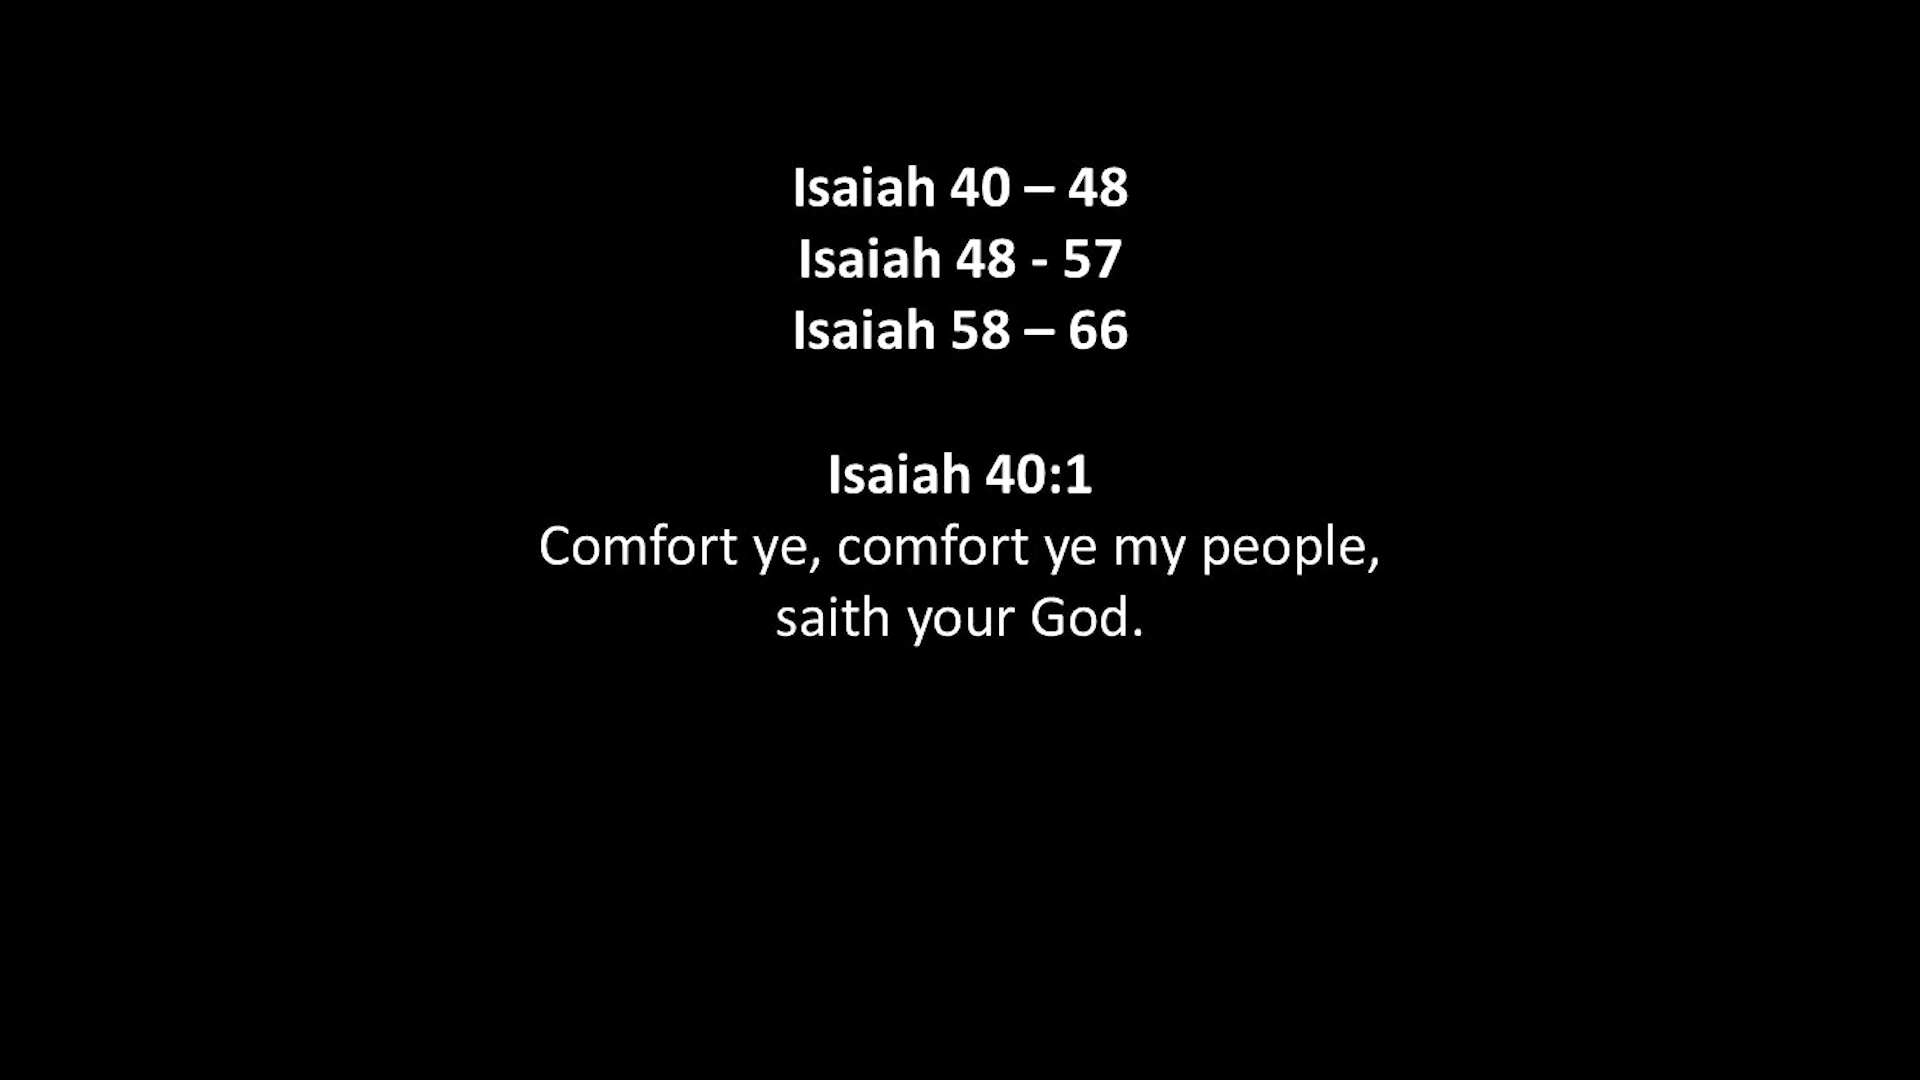 Isaiah 40 – 48
Isaiah 48 - 57
Isaiah 58 – 66
Isaiah 40:1
Comfort ye, comfort ye my people,
saith your God.